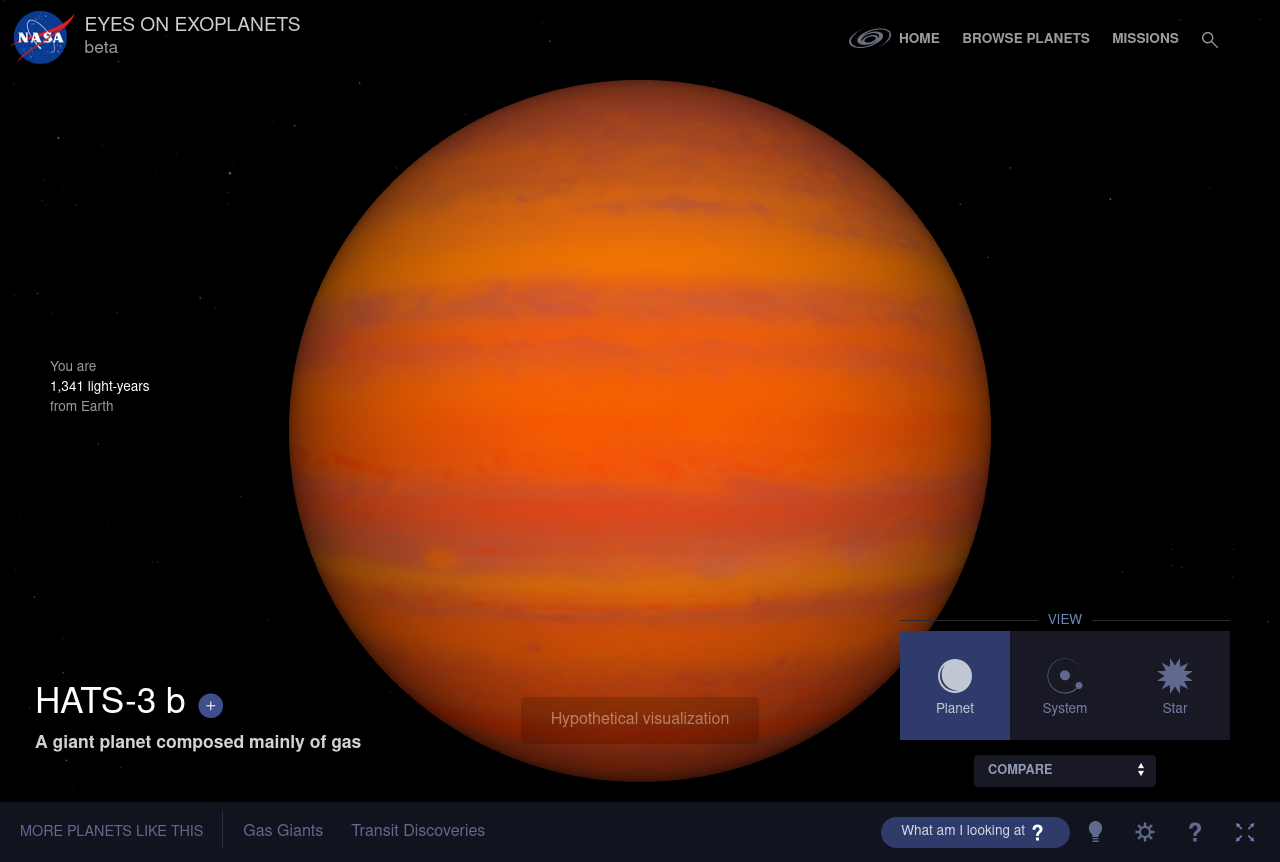 NASA
EYES ON EXOPLANETS
beta
HOME
BROWSE PLANETS
MISSIONS
You are
1,341 light-years
from Earth
VIEW
Planet
System
Star
HATS-3 b +
A giant planet composed mainly of gas
Hypothetical visualization
COMPARE
MORE PLANETS LIKE THIS
Gas Giants
Transit Discoveries
What am I looking at ?
?